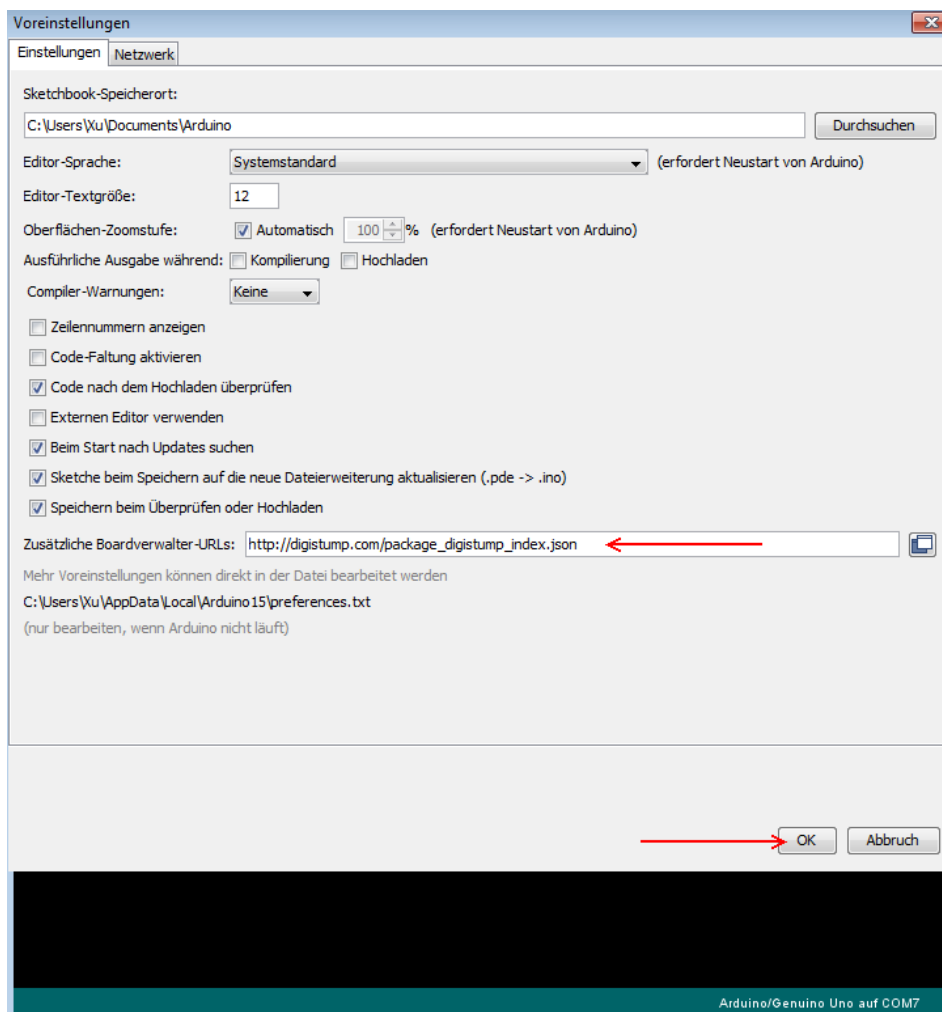 Voreinstellungen
Einstellungen Netzwerk
Sketchbook-Speicherort:
C:\Users\Xu\Documents\Arduino Durchsuchen
Editor-Sprache: Systemstandard (erfordert Neustart von Arduino)
Editor-Textgröße: 12
Oberflächen-Zoomstufe: Automatisch 100 % (erfordert Neustart von Arduino)
Ausführliche Ausgabe während: Kompilierung Hochladen
Compiler-Warnungen: Keine
Zeilennummern anzeigen
Code-Faltung aktivieren
Code nach dem Hochladen überprüfen
Externen Editor verwenden
Beim Start nach Updates suchen
Sketche beim Speichern auf die neue Dateierweiterung aktualisieren (.pde -> .ino)
Speichern beim Überprüfen oder Hochladen
Zusätzliche Boardverwalter-URLs: http://digistump.com/package_digistump_index.json
Mehr Voreinstellungen können direkt in der Datei bearbeitet werden
C:\Users\Xu\AppData\Local\Arduino15\preferences.txt
(nur bearbeiten, wenn Arduino nicht läuft)
OK Abbruch
Arduino/Genuino Uno auf COM7